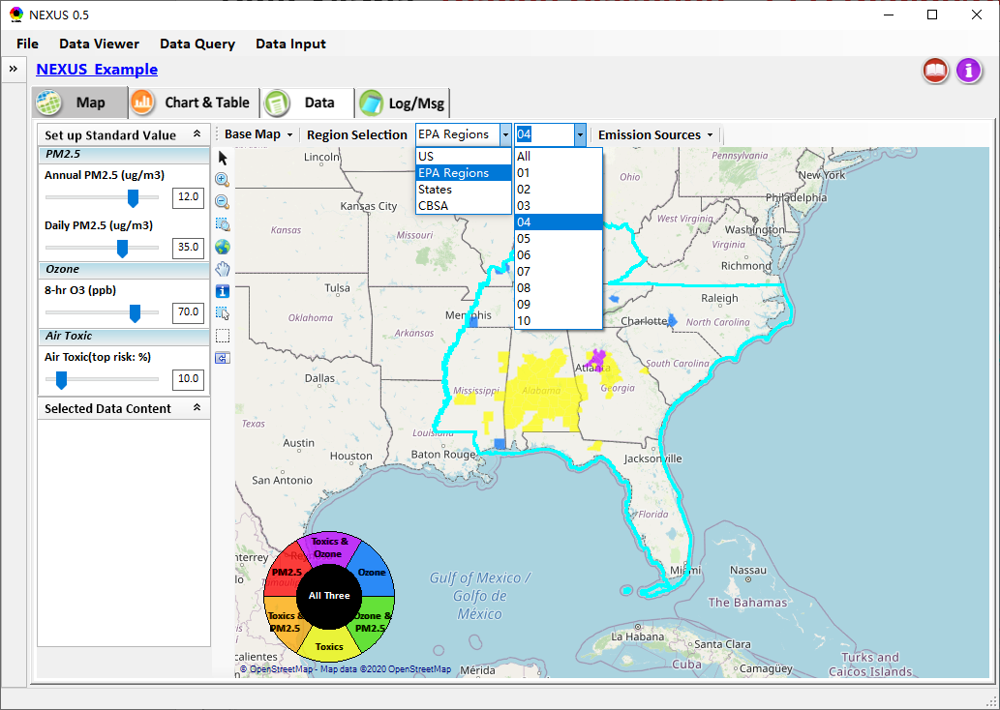 NEXUS 0.5
File Data Viewer Data Query Data Input
»
NEXUS Example
Map Chart & Table Data Log/Msg
Set up Standard Value
Base Map Region Selection EPA Regions 04 Emission Sources
PM2.5
Annual PM2.5 (ug/m3)
12.0
Daily PM2.5 (ug/m3)
35.0
Ozone
8-hr O3 (ppb)
70.0
Air Toxic
Air Toxic(top risk: %)
10.0
Selected Data Content
US
EPA Regions
States
CBSA
All
01
02
03
04
05
06
07
08
09
10
Lincoln
Pennsylvania
New York
Ohio
Philadelphia
Kansas City
West Virginia
Washington
Kansas
Missouri
Virginia
Richmond
Tulsa
Raleigh
Oklahoma
Memphis
Charlotte
North Carolina
Arkansas
South Carolina
Atlanta
Dallas
Mississippi
Alabama
Georgia
Texas
Louisiana
Austin
Houston
Baton Rouge
Jacksonville
San Antonio
Florida
Miami
Nassau
Gulf of Mexico /
Golfo de
México
The Bahamas
La Habana
Santa Clara
Cuba
Camagüey
Turks and
Caicos Islands
Mérida
Toxics &
Ozone
PM2.5
Ozone
All Three
Toxics &
PM2.5
Ozone &
PM2.5
Toxics
© OpenStreetMap - Map data ©2020 OpenStreetMap